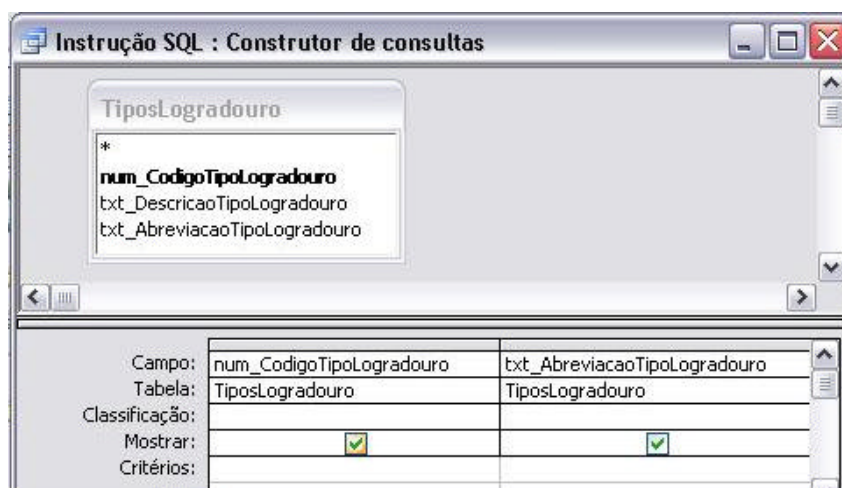 Instrução SQL : Construtor de consultas
TiposLogradouro
*
num_CodigoTipoLogradouro
txt_DescricaoTipoLogradouro
txt_AbreviacaoTipoLogradouro
Campo: num_CodigoTipoLogradouro txt_AbreviacaoTipoLogradouro
Tabela: TiposLogradouro TiposLogradouro
Classificação:
Mostrar:
Critérios: